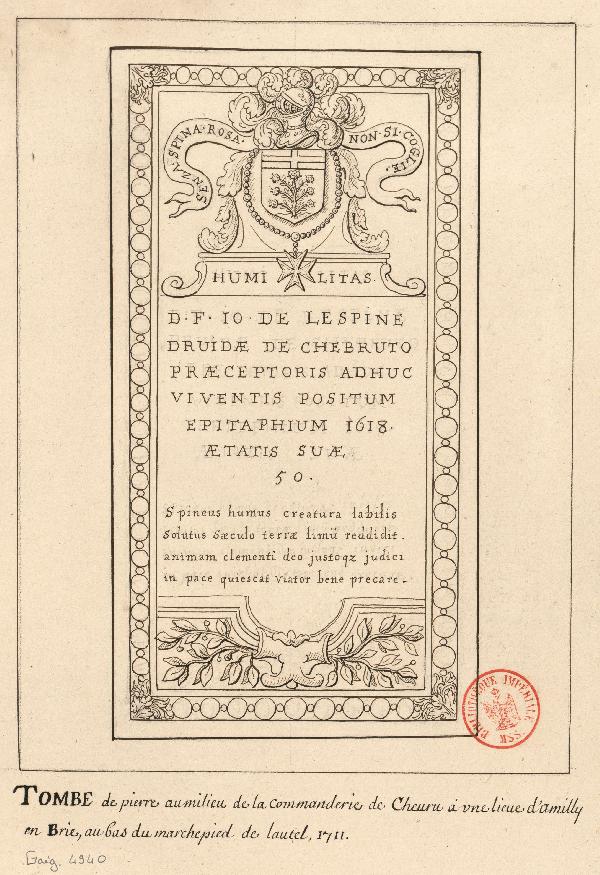 SENZA·SPINA·ROSA·
NON·SI·COGLIE·
HUMILITAS·
D·F· IO· DE LESPINE
DRUIDÆ DE CHEBRUTO
PRÆCEPTORIS ADHUC
VIVENTIS POSITUM
EPITAPHIUM 1618·
ÆTATIS SUÆ
50·
Spineus humus creatura labilis
Solutus Sæculo terræ limū reddidit.
animam clementi deo justoqz judici
in pace quiescat viator bene precare.
BIBLIOTHEQUE IMPERIALE
MSS.
TOMBE de pierre au milieu de la commanderie de Cheuru à vne lieue d'amilly
en Brie, au bas du marchepied de lautel, 1711.
Gaig. 4940